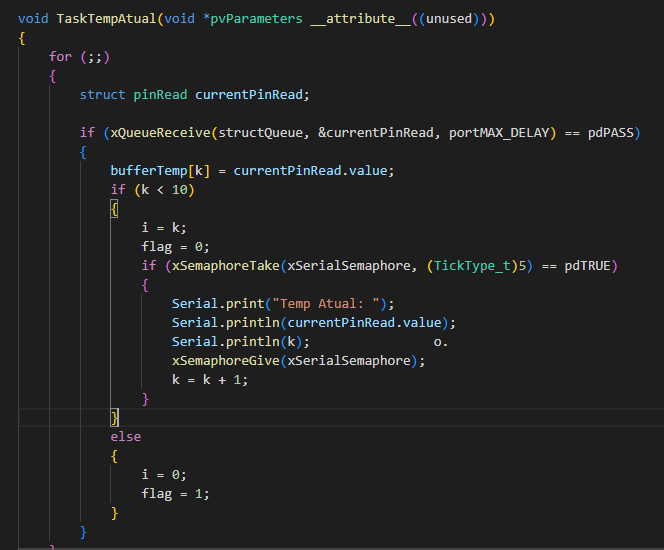 void TaskTempAtual(void *pvParameters __attribute__((unused)))
{
    for (;;)
    {
        struct pinRead currentPinRead;

        if (xQueueReceive(structQueue, &currentPinRead, portMAX_DELAY) == pdPASS)
        {
            bufferTemp[k] = currentPinRead.value;
            if (k < 10)
            {
                i = k;
                flag = 0;
                if (xSemaphoreTake(xSerialSemaphore, (TickType_t)5) == pdTRUE)
                {
                    Serial.print("Temp Atual: ");
                    Serial.println(currentPinRead.value);
                    Serial.println(k);                o.
                    xSemaphoreGive(xSerialSemaphore);
                    k = k + 1;
                }
            }
            else
            {
                i = 0;
                flag = 1;
            }
        }
    }